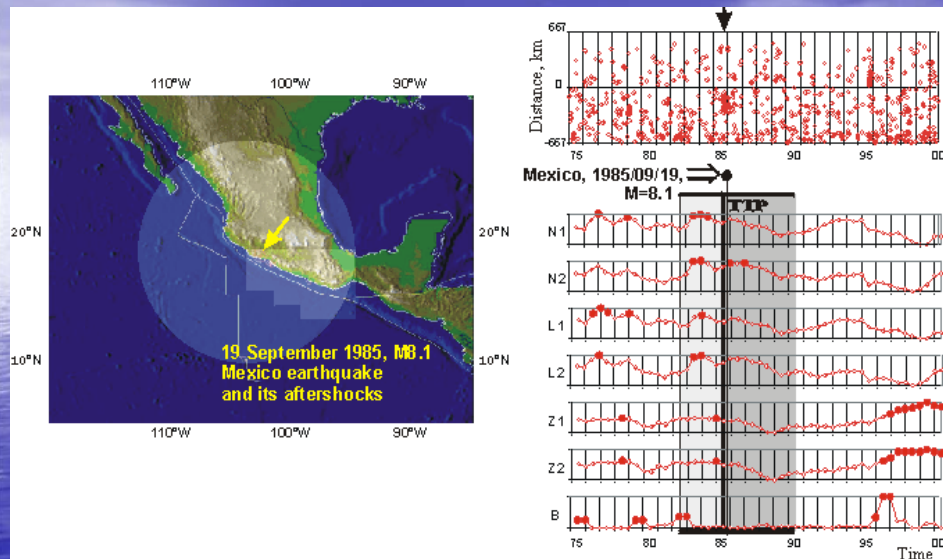 110°W 100°W 90°W
20°N 20°N
10°N 10°N
19 September 1985, M8.1
Mexico earthquake
and its aftershocks
110°W 100°W 90°W
667
Distance, km
0
-667
75 80 85 90 95 00
Mexico, 1985/09/19,
M=8.1
TIP
N1
N2
L1
L2
Z1
Z2
B
75 80 85 90 95 00
Time